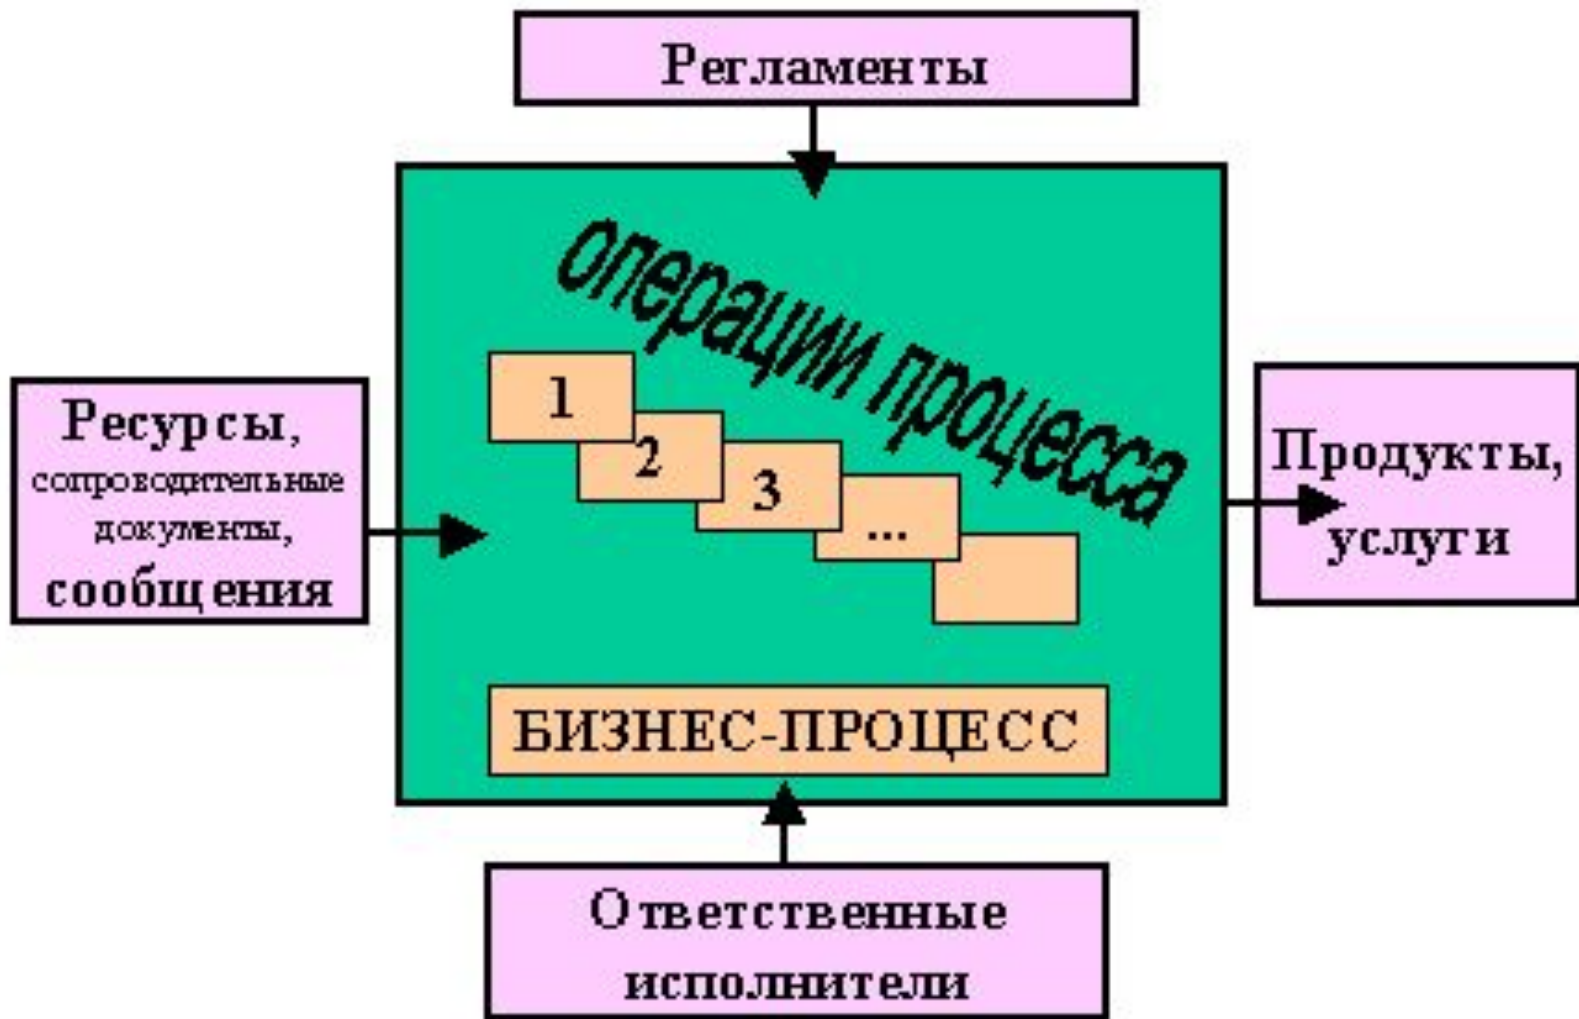 Регламенты
операции процесса
1
2
3
...
Ресурсы,
сопроводительные
документы,
сообщения
Продукты,
услуги
БИЗНЕС-ПРОЦЕСС
Ответственные
исполнители